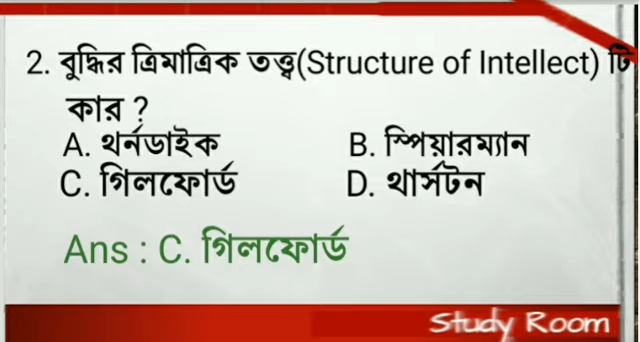 2. বুদ্ধির ত্রিমাত্রিক তত্ত্ব(Structure of Intellect) টি
কার ?
A. থর্নডাইক B. স্পিয়ারম্যান
C. গিলফোর্ড D. থার্সটন
Ans : C. গিলফোর্ড
Study Room